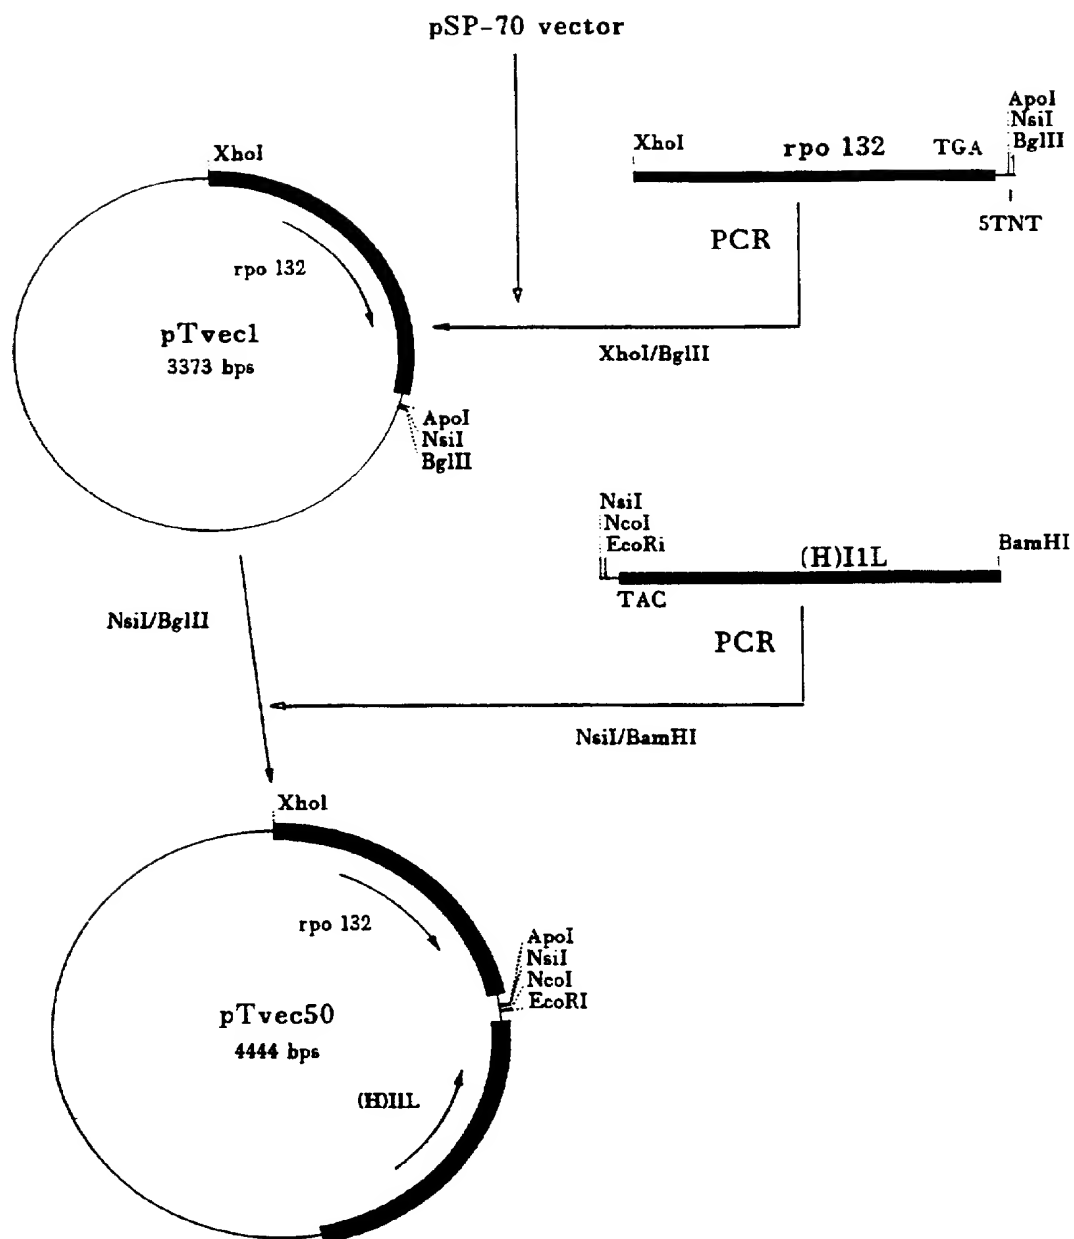 pSP-70 vector
ApoI
NsiI
BglII
XhoI
rpo 132
TGA
5TNT
PCR
XhoI/BglII
XhoI
rpo 132
pTvec1
3373 bps
ApoI
NsiI
BglII
NsiI
NcoI
EcoRi
(H)I1L
BamHI
TAC
PCR
NsiI/BglII
NsiI/BamHI
XhoI
rpo 132
ApoI
NsiI
NcoI
EcoRI
pTvec50
4444 bps
(H)I1L